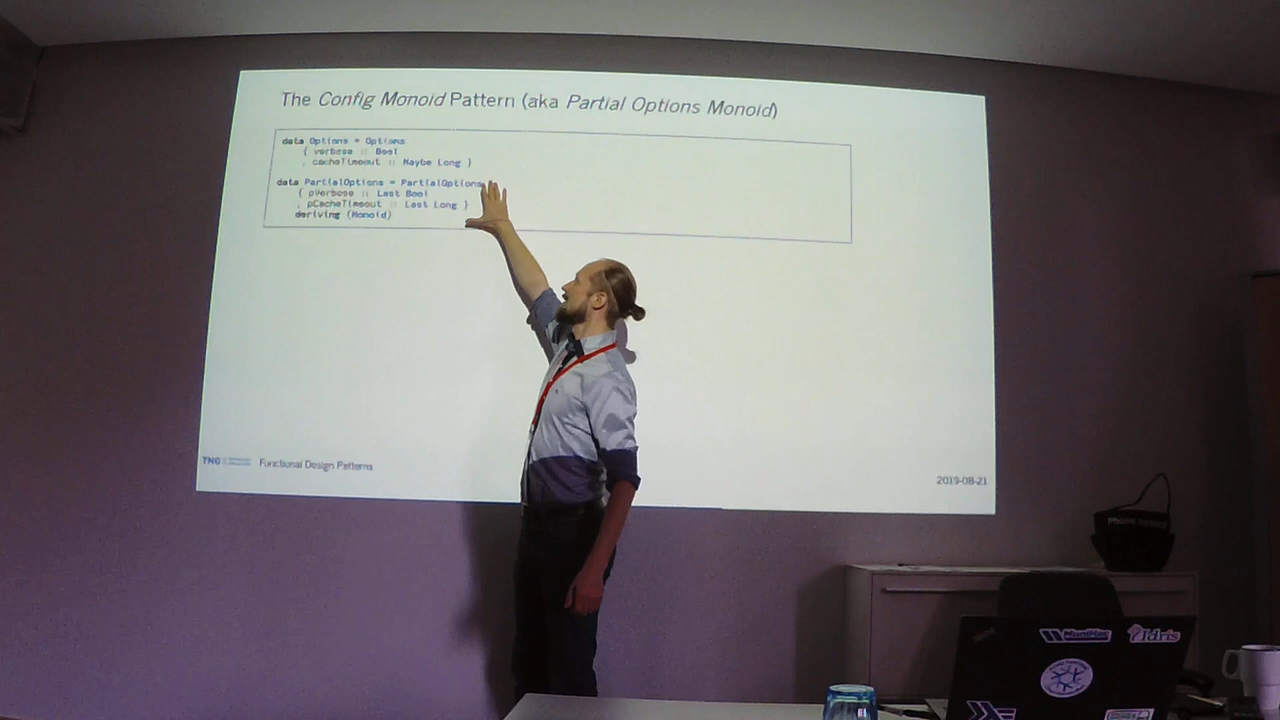 The Config Monoid Pattern (aka Partial Options Monoid)
data Options = Options
{ verbose :: Bool
, cacheTimeout :: Maybe Long }
data PartialOptions = PartialOptions
{ pVerbose :: Last Bool
, pCacheTimeout :: Last Long }
deriving (Monoid)
TNG
Functional Design Patterns
2019-08-21
Idris